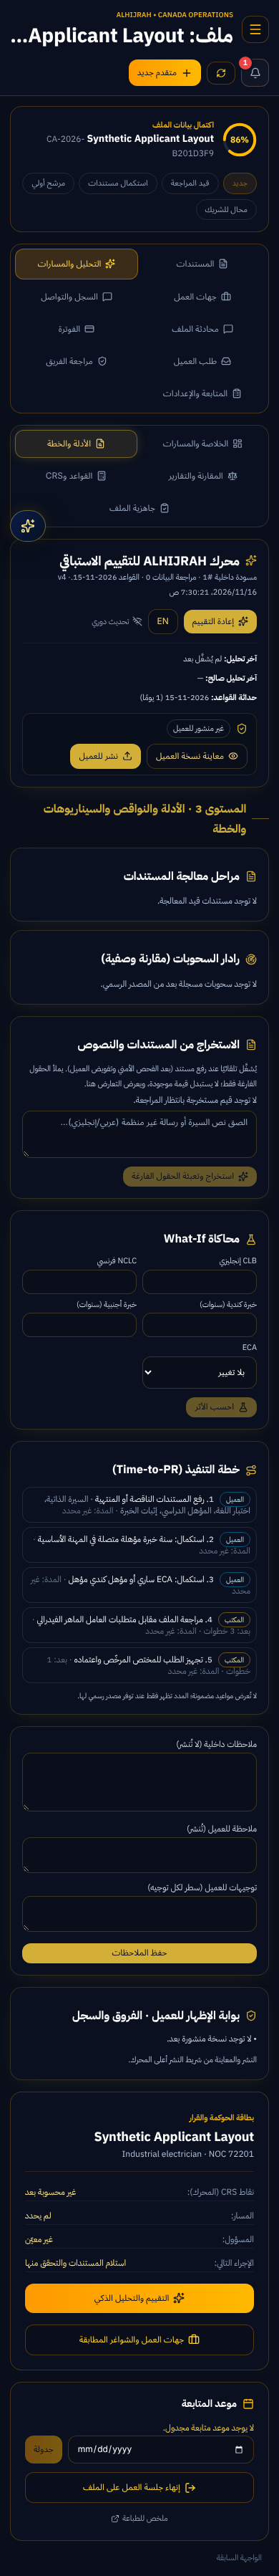 ALHIJRAH • CANADA OPERATIONS
ملف: Synthetic Applicant Layout...
1
متقدم جديد
86%
اكتمال بيانات الملف
Synthetic Applicant Layout CA-2026-B201D3F9
جديد
قيد المراجعة
استكمال مستندات
مرشح أولي
محال للشريك
المستندات
التحليل والمسارات
جهات العمل
السجل والتواصل
محادثة الملف
الفوترة
طلب العميل
مراجعة الفريق
المتابعة والإعدادات
الخلاصة والمسارات
الأدلة والخطة
المقارنة والتقارير
القواعد وCRS
جاهزية الملف
محرك ALHIJRAH للتقييم الاستباقي
مسودة داخلية #1 · مراجعة البيانات 0 · القواعد 2026-11-15.v4 ·
2026/11/16، 7:30:21 ص
إعادة التقييم
EN
تحديث دوري
آخر تحليل: لم يُشغَّل بعد
آخر تحليل صالح: —
حداثة القواعد: 2026-11-15 (1 يومًا)
غير منشور للعميل
معاينة نسخة العميل
نشر للعميل
المستوى 3 · الأدلة والنواقص والسيناريوهات والخطة
مراحل معالجة المستندات
لا توجد مستندات قيد المعالجة.
رادار السحوبات (مقارنة وصفية)
لا توجد سحوبات مسجلة بعد من المصدر الرسمي.
الاستخراج من المستندات والنصوص
يُشغَّل تلقائيًا عند رفع مستند (بعد الفحص الأمني وتفويض العميل). يملأ الحقول الفارغة فقط؛ لا يستبدل قيمة موجودة، ويعرض التعارض هنا.
لا توجد قيم مستخرجة بانتظار المراجعة.
الصق نص السيرة أو رسالة غير منظمة (عربي/إنجليزي)...
استخراج وتعبئة الحقول الفارغة
محاكاة What-If
CLB إنجليزي
NCLC فرنسي
خبرة كندية (سنوات)
خبرة أجنبية (سنوات)
ECA
بلا تغيير
احسب الأثر
خطة التنفيذ (Time-to-PR)
العميل 1. رفع المستندات الناقصة أو المنتهية · السيرة الذاتية، اختبار اللغة، المؤهل الدراسي، إثبات الخبرة · المدة: غير محدد
العميل 2. استكمال: سنة خبرة مؤهلة متصلة في المهنة الأساسية · المدة: غير محدد
العميل 3. استكمال: ECA ساري أو مؤهل كندي مؤهل · المدة: غير محدد
المكتب 4. مراجعة الملف مقابل متطلبات العامل الماهر الفيدرالي · بعد: 3 خطوات · المدة: غير محدد
المكتب 5. تجهيز الطلب للمختص المرخّص واعتماده · بعد: 1 خطوات · المدة: غير محدد
لا تُعرض مواعيد مضمونة؛ المدد تظهر فقط عند توفر مصدر رسمي لها.
ملاحظات داخلية (لا تُنشر)
ملاحظة للعميل (تُنشر)
توجيهات للعميل (سطر لكل توجيه)
حفظ الملاحظات
بوابة الإظهار للعميل · الفروق والسجل
• لا توجد نسخة منشورة بعد.
النشر والمعاينة من شريط النشر أعلى المحرك.
بطاقة الحوكمة والقرار
Synthetic Applicant Layout
Industrial electrician · NOC 72201
نقاط CRS (المحرك):
غير محسوبة بعد
المسار:
لم يحدد
المسؤول:
غير معيّن
الإجراء التالي:
استلام المستندات والتحقق منها
التقييم والتحليل الذكي
جهات العمل والشواغر المطابقة
موعد المتابعة
لا يوجد موعد متابعة مجدول.
mm/dd/yyyy
جدولة
إنهاء جلسة العمل على الملف
ملخص للطباعة
الواجهة السابقة